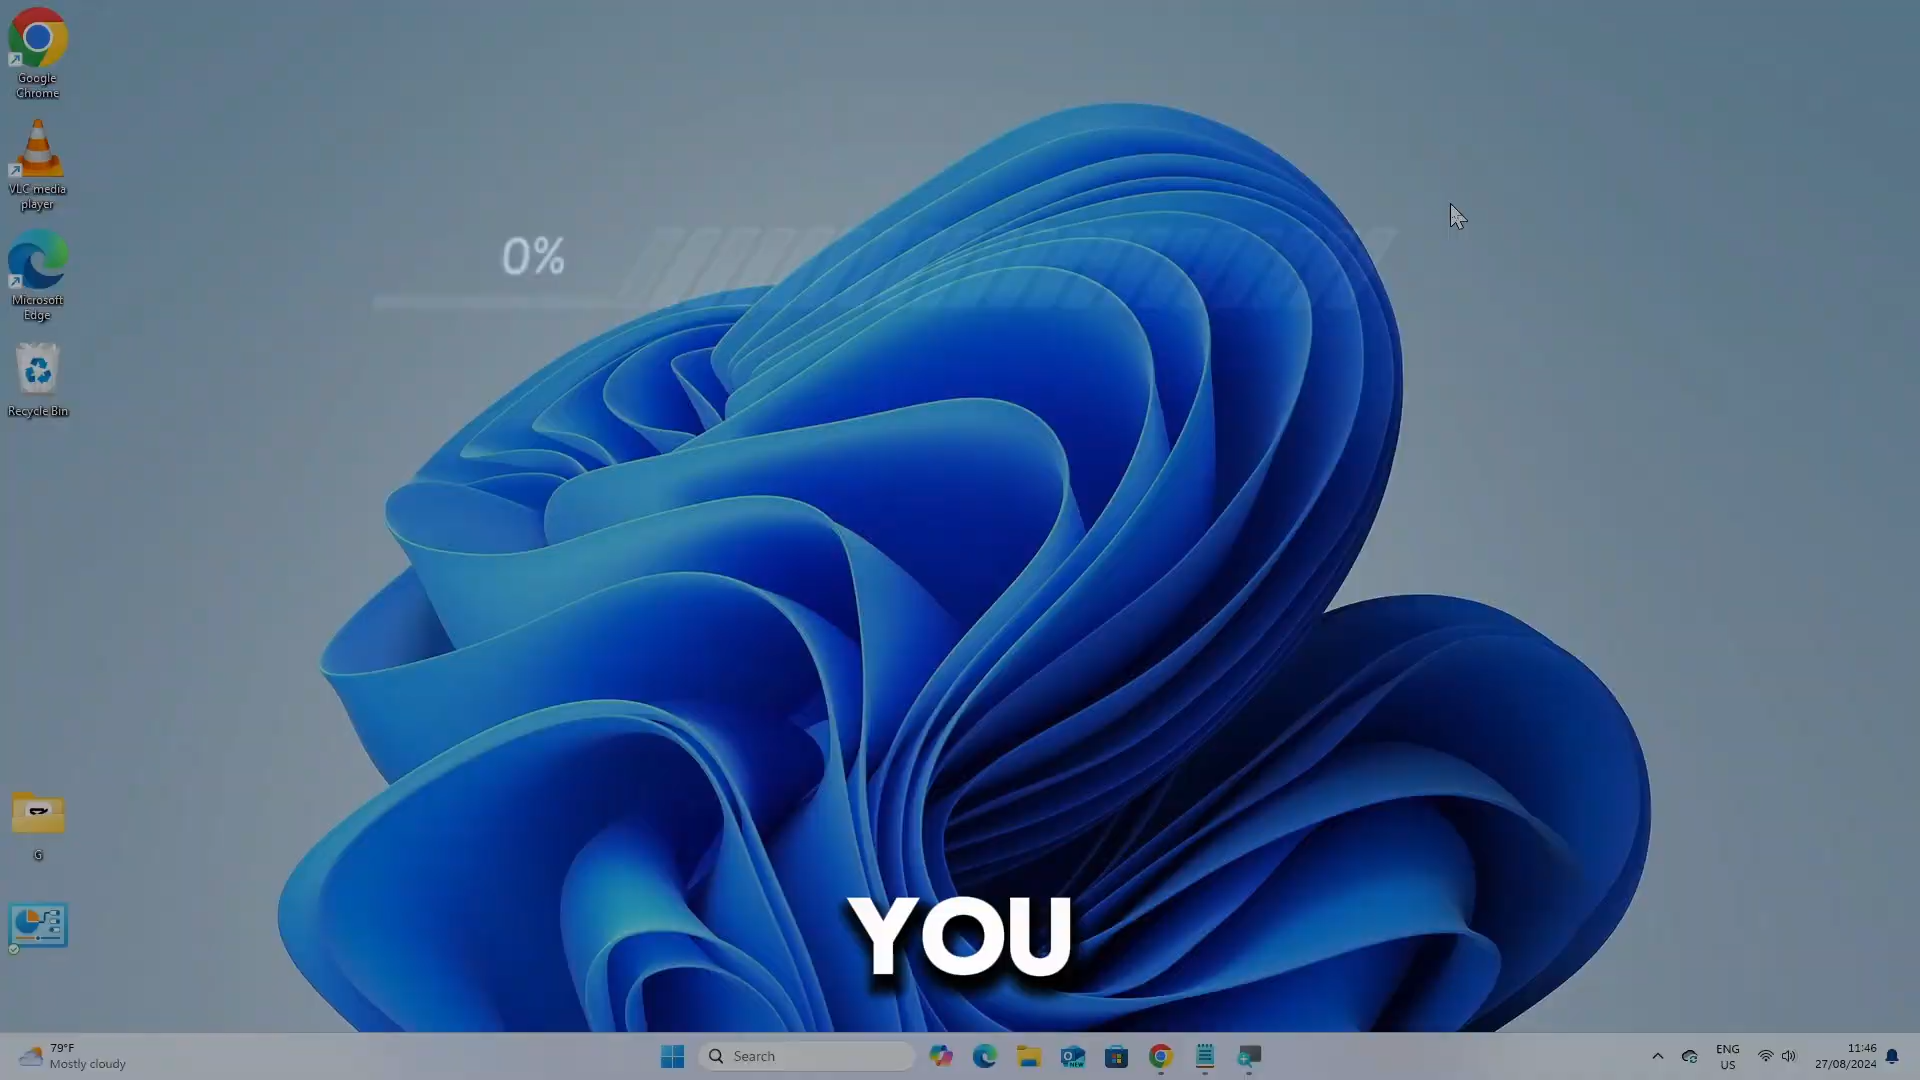 Google
Chrome
VLC media
player
Microsoft
Edge
Recycle Bin
G
0%
YOU
79°F
Mostly cloudy
Search
NEW
ENG
US
11:46
27/08/2024